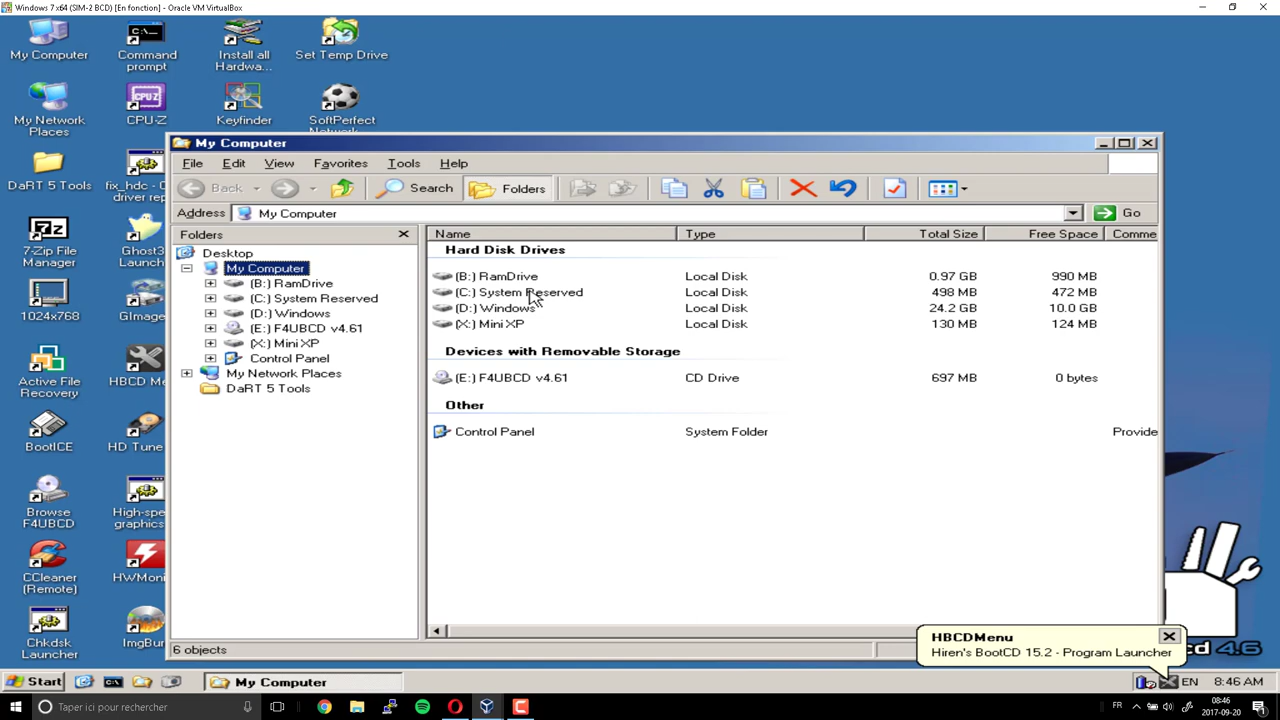 Windows 7 x64 (SIM-2 BCD) [En fonction] - Oracle VM VirtualBox
My Computer
Command
prompt
Install all
Hardwa...
Set Temp Drive
My Network
Places
CPU-Z
Keyfinder
SoftPerfect
Network
DaRT 5 Tools
fix_hdc -
driver rep
7-Zip File
Manager
Ghost3
Launch
1024x768
GImage
Active File
Recovery
HBCD Me
BootICE
HD Tune
Browse
F4UBCD
High-spe
graphics
CCleaner
(Remote)
HWMoni
Chkdsk
Launcher
ImgBur
My Computer
File
Edit
View
Favorites
Tools
Help
Back
Search
Folders
Address
My Computer
Go
Folders
Desktop
My Computer
(B:) RamDrive
(C:) System Reserved
(D:) Windows
(E:) F4UBCD v4.61
(X:) Mini XP
Control Panel
My Network Places
DaRT 5 Tools
Name Type Total Size Free Space Comme
Hard Disk Drives
(B:) RamDrive Local Disk 0.97 GB 990 MB
(C:) System Reserved Local Disk 498 MB 472 MB
(D:) Windows Local Disk 24.2 GB 10.0 GB
(X:) Mini XP Local Disk 130 MB 124 MB
Devices with Removable Storage
(E:) F4UBCD v4.61 CD Drive 697 MB 0 bytes
Other
Control Panel System Folder Provide
6 objects
HBCDMenu
Hiren's BootCD 15.2 - Program Launcher
cd 4.6
Start
My Computer
EN
8:46 AM
Taper ici pour rechercher
FR
08:46
2017-09-20